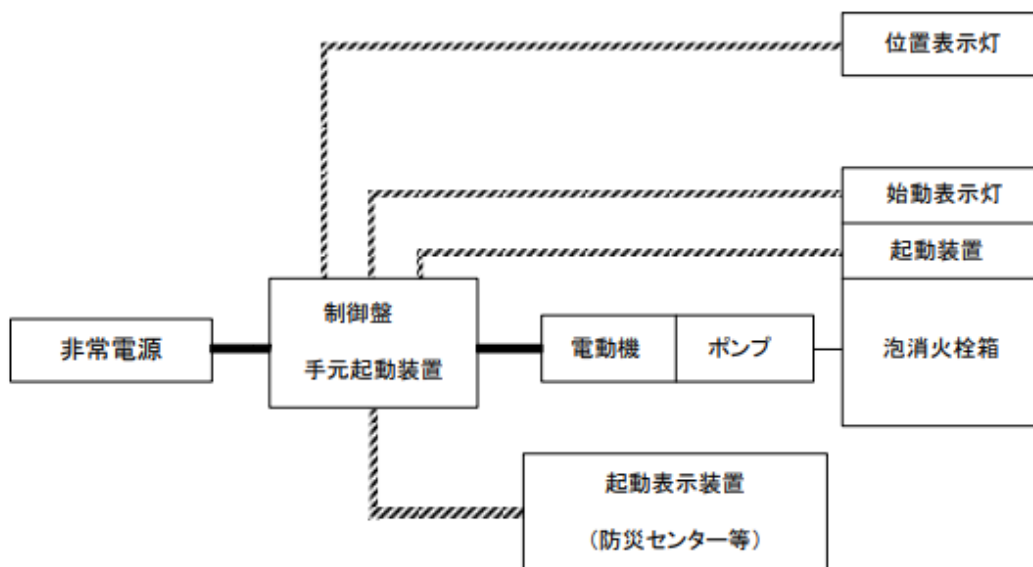 位置表示灯
始動表示灯
起動装置
制御盤
手元起動装置
非常電源
電動機
ポンプ
泡消火栓箱
起動表示装置
（防災センター等）